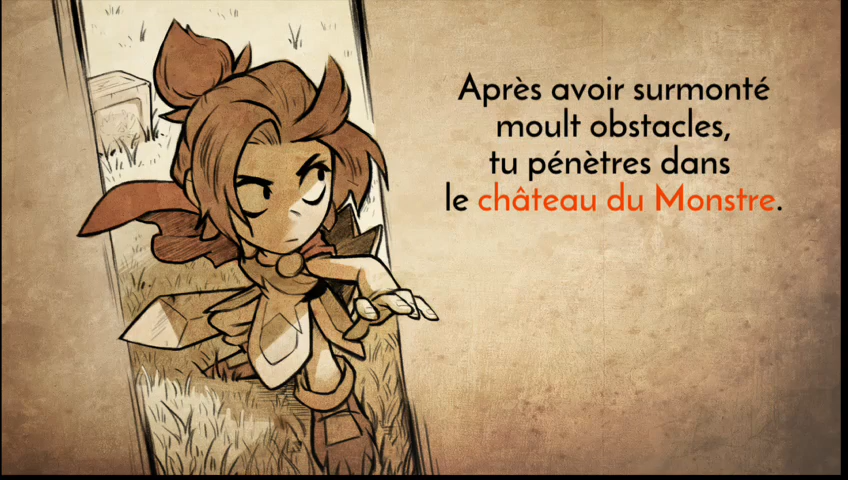 Après avoir surmonté
moult obstacles,
tu pénètres dans
le château du Monstre.